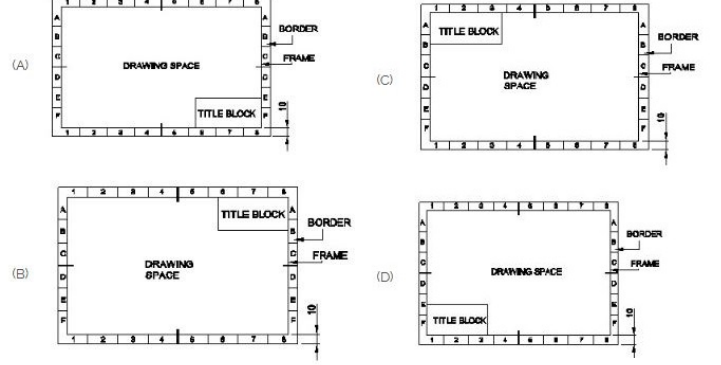 (A)
1 2 3 4 5 6 7 8
A A
B B
C C
D D
E E
F F
DRAWING SPACE
TITLE BLOCK
BORDER
FRAME
10
1 2 3 4 5 6 7 8
(C)
1 2 3 4 5 6 7 8
A A
B B
C C
D D
E E
F F
TITLE BLOCK
DRAWING
SPACE
BORDER
FRAME
10
1 2 3 4 5 6 7 8
(B)
1 2 3 4 5 6 7 8
A A
B B
C C
D D
E E
F F
TITLE BLOCK
DRAWING
SPACE
BORDER
FRAME
10
1 2 3 4 5 6 7 8
(D)
1 2 3 4 5 6 7 8
A A
B B
C C
D D
E E
F F
DRAWING SPACE
TITLE BLOCK
BORDER
FRAME
10
1 2 3 4 5 6 7 8